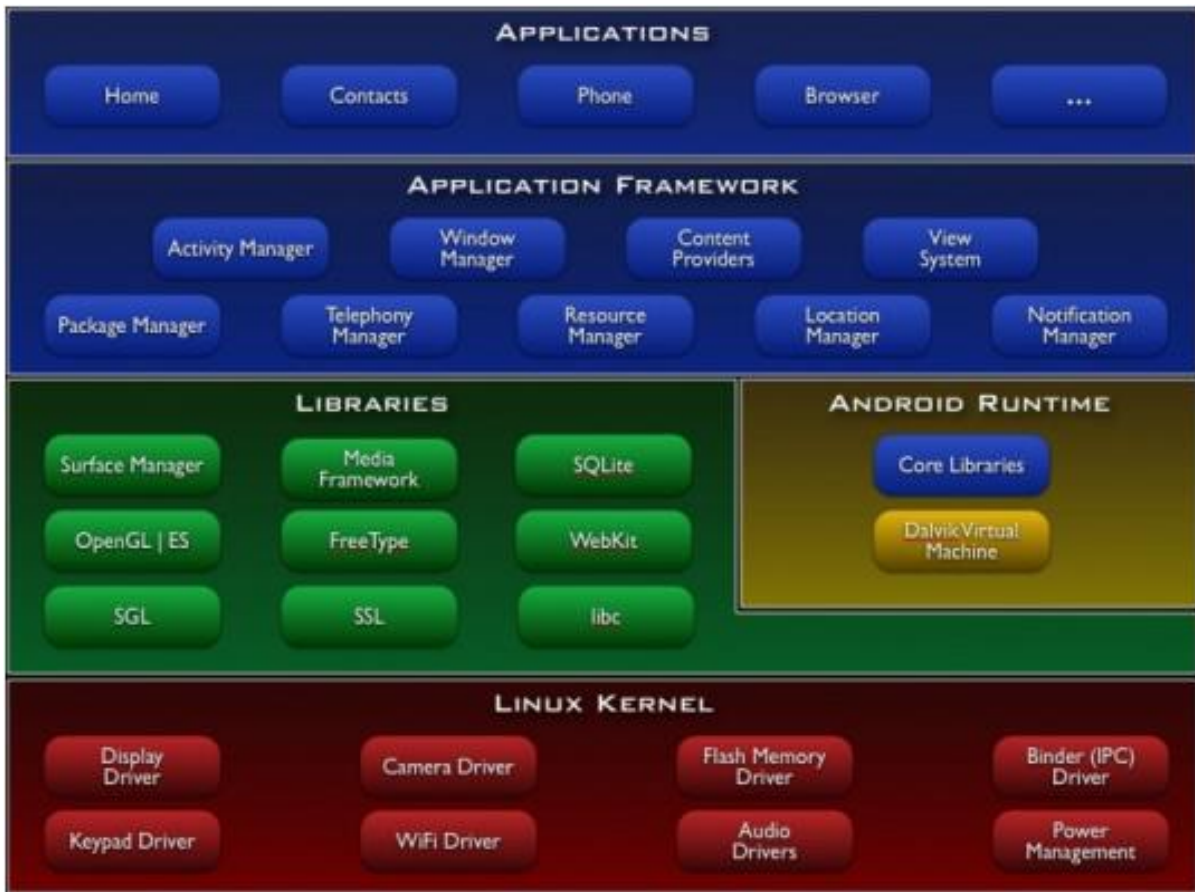 APPLICATIONS
Home
Contacts
Phone
Browser
...
APPLICATION FRAMEWORK
Activity Manager
Window
Manager
Content
Providers
View
System
Package Manager
Telephony
Manager
Resource
Manager
Location
Manager
Notification
Manager
LIBRARIES
Surface Manager
Media
Framework
SQLite
OpenGL | ES
FreeType
WebKit
SGL
SSL
libc
ANDROID RUNTIME
Core Libraries
Dalvik Virtual
Machine
LINUX KERNEL
Display
Driver
Camera Driver
Flash Memory
Driver
Binder (IPC)
Driver
Keypad Driver
WiFi Driver
Audio
Drivers
Power
Management